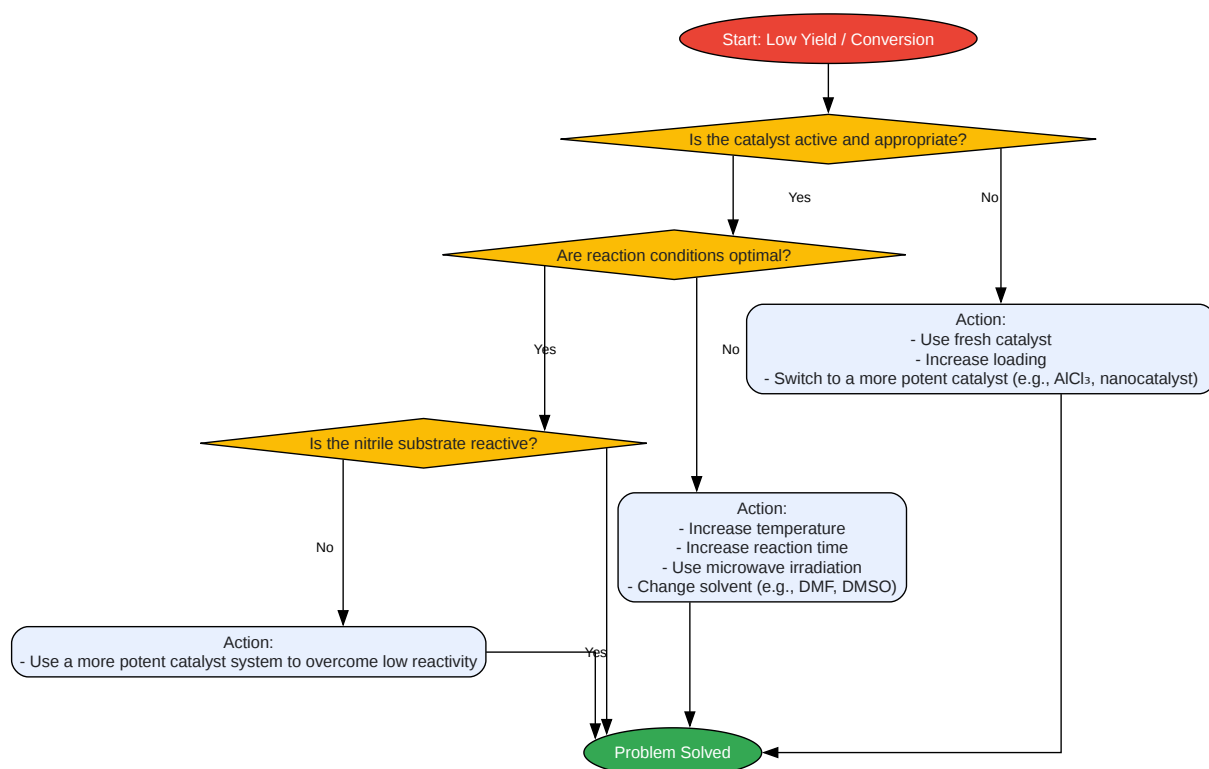 Start: Low Yield / Conversion
Is the catalyst active and appropriate?
Yes
No
Are reaction conditions optimal?
Action:
- Use fresh catalyst
- Increase loading
- Switch to a more potent catalyst (e.g., AlCl₃, nanocatalyst)
Yes
No
Is the nitrile substrate reactive?
Action:
- Increase temperature
- Increase reaction time
- Use microwave irradiation
- Change solvent (e.g., DMF, DMSO)
No
Action:
- Use a more potent catalyst system to overcome low reactivity
Yes
Problem Solved